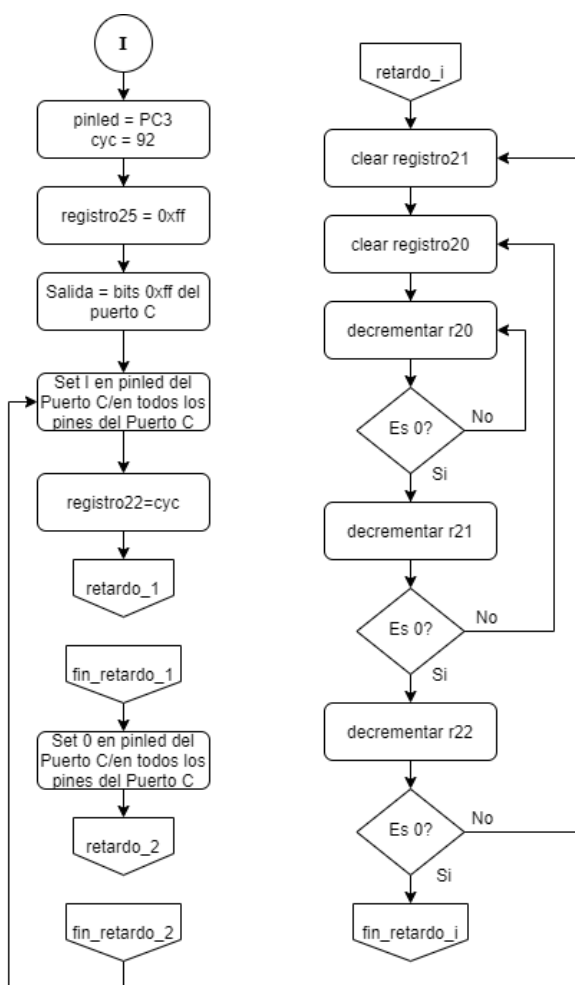 I
pinled = PC3
cyc = 92
registro25 = 0xff
Salida = bits 0xff del
puerto C
Set I en pinled del
Puerto C/en todos los
pines del Puerto C
registro22=cyc
retardo_1
fin_retardo_1
Set 0 en pinled del
Puerto C/en todos los
pines del Puerto C
retardo_2
fin_retardo_2
retardo_i
clear registro21
clear registro20
decrementar r20
Es 0?
No
Si
decrementar r21
Es 0?
No
Si
decrementar r22
Es 0?
No
Si
fin_retardo_i